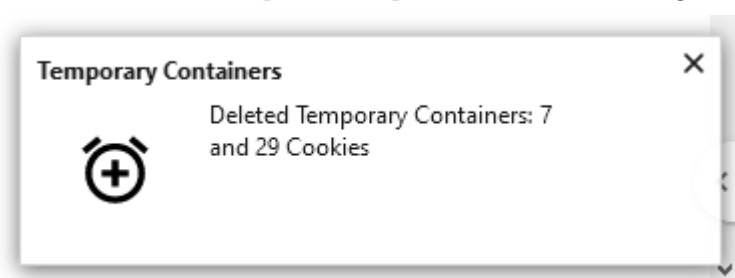 Temporary Containers
Deleted Temporary Containers: 7
and 29 Cookies